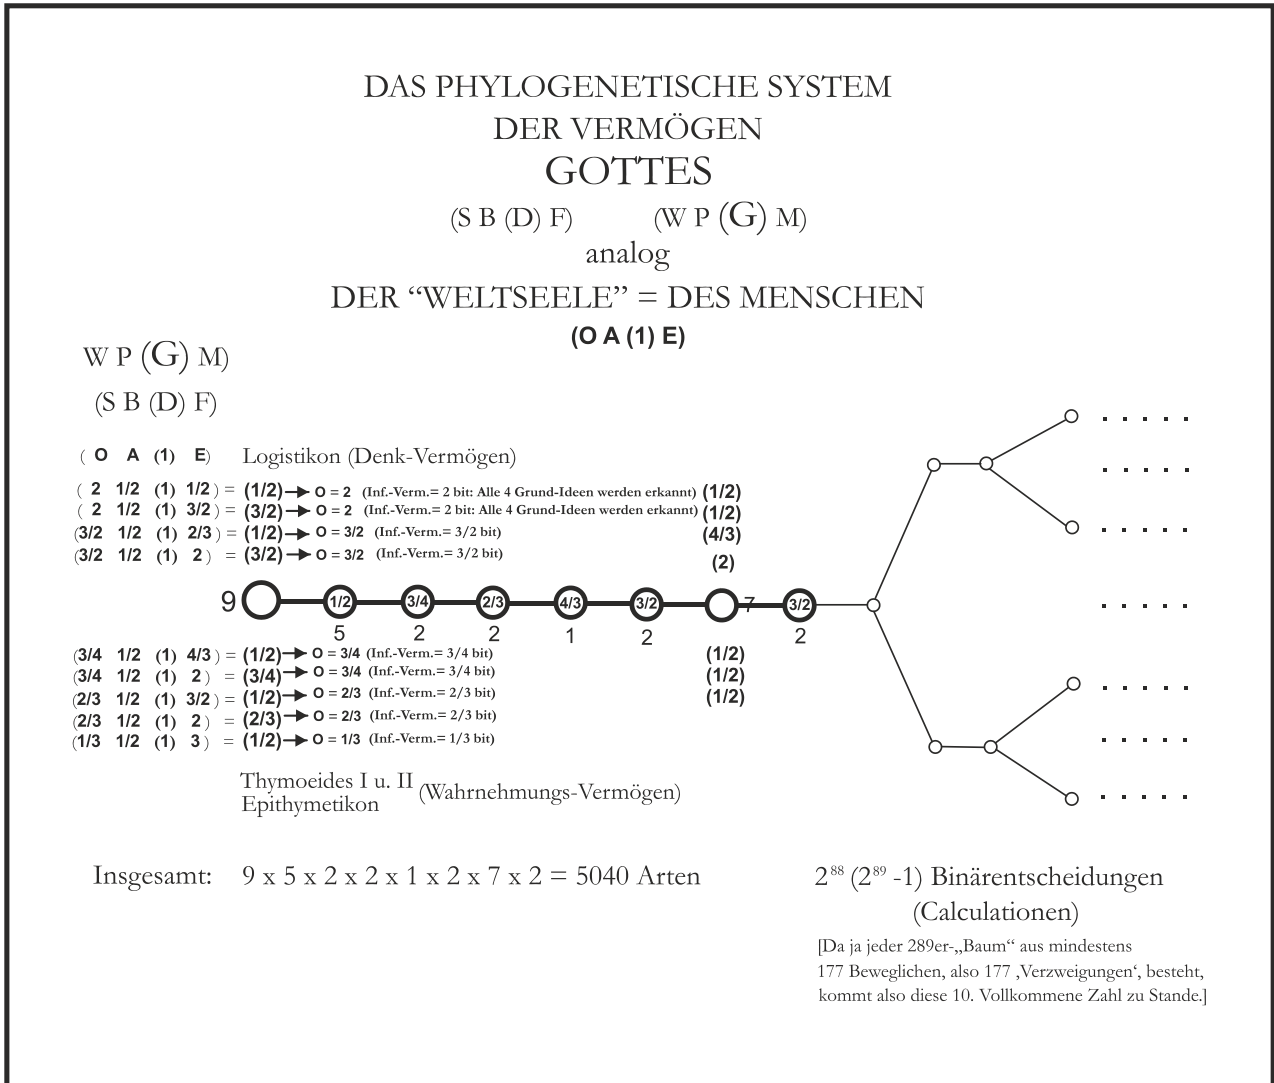 DAS PHYLOGENETISCHE SYSTEM
DER VERMÖGEN
GOTTES
(S B (D) F) (W P (G) M)
analog
DER “WELTSEELE” = DES MENSCHEN
(O A (1) E)
W P (G) M)
(S B (D) F)
( O A (1) E) Logistikon (Denk-Vermögen)
( 2 1/2 (1) 1/2 ) = (1/2) O = 2 (Inf.-Verm.= 2 bit: Alle 4 Grund-Ideen werden erkannt) (1/2)
( 2 1/2 (1) 3/2 ) = (3/2) O = 2 (Inf.-Verm.= 2 bit: Alle 4 Grund-Ideen werden erkannt) (1/2)
(3/2 1/2 (1) 2/3 ) = (1/2) O = 3/2 (Inf.-Verm.= 3/2 bit) (4/3)
(3/2 1/2 (1) 2 ) = (3/2) O = 3/2 (Inf.-Verm.= 3/2 bit)
(2)
9 1/2 3/4 2/3 4/3 3/2 7 3/2
5 2 2 1 2 2
(3/4 1/2 (1) 4/3 ) = (1/2) O = 3/4 (Inf.-Verm.= 3/4 bit) (1/2)
(3/4 1/2 (1) 2 ) = (3/4) O = 3/4 (Inf.-Verm.= 3/4 bit) (1/2)
(2/3 1/2 (1) 3/2 ) = (1/2) O = 2/3 (Inf.-Verm.= 2/3 bit) (1/2)
(2/3 1/2 (1) 2 ) = (2/3) O = 2/3 (Inf.-Verm.= 2/3 bit)
(1/3 1/2 (1) 3 ) = (1/2) O = 1/3 (Inf.-Verm.= 1/3 bit)
Thymoeides I u. II
Epithymetikon (Wahrnehmungs-Vermögen)
Insgesamt: 9 x 5 x 2 x 2 x 1 x 2 x 7 x 2 = 5040 Arten
2⁸⁸ (2⁸⁹ -1) Binärentscheidungen
(Calculationen)
[Da ja jeder 289er-„Baum“ aus mindestens
177 Beweglichen, also 177 ‚Verzweigungen‘, besteht,
kommt also diese 10. Vollkommene Zahl zu Stande.]